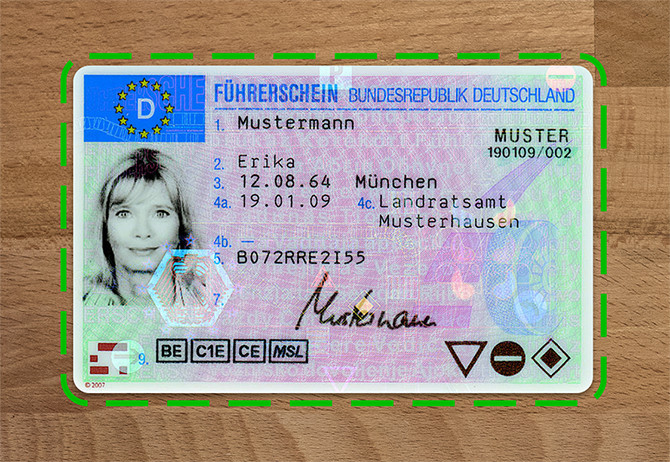 D
FÜHRERSCHEIN BUNDESREPUBLIK DEUTSCHLAND
1. Mustermann
MUSTER
190109/002
2. Erika
3. 12.08.64 München
4a. 19.01.09 4c. Landratsamt
Musterhausen
4b. —
5. B072RRE2I55
7. Mustermann
9. BE C1E CE MSL
© 2007